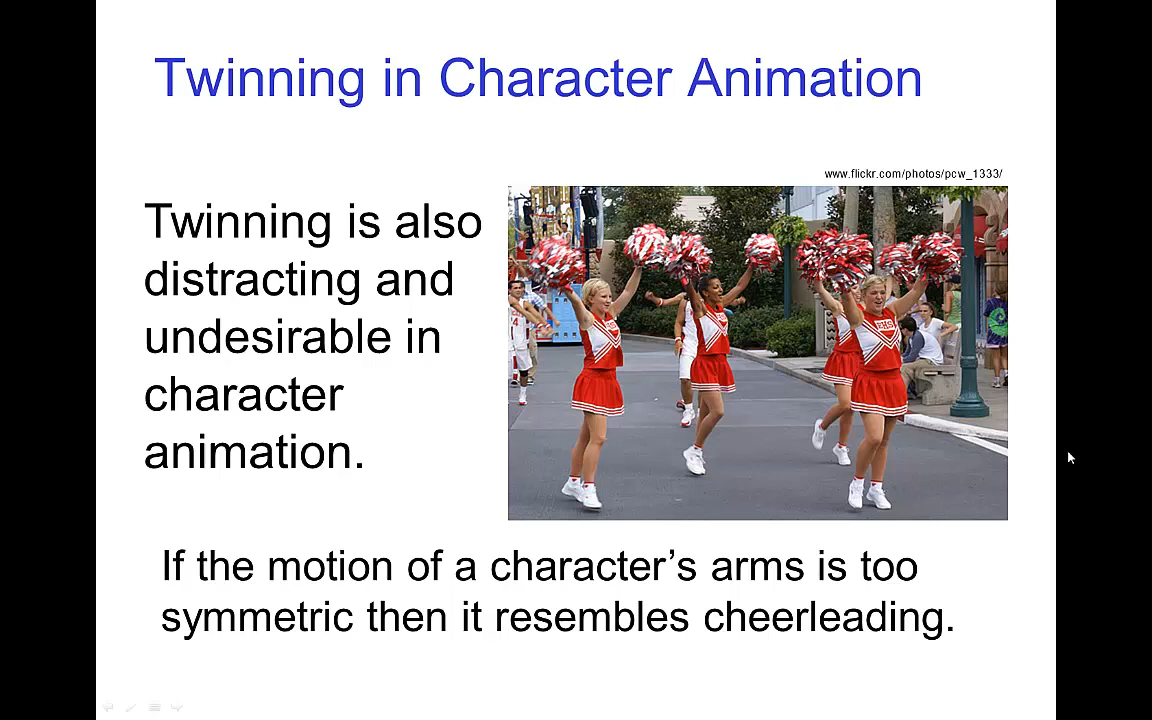 Twinning in Character Animation
www.flickr.com/photos/pcw_1333/
Twinning is also
distracting and
undesirable in
character
animation.
EHS
If the motion of a character’s arms is too
symmetric then it resembles cheerleading.